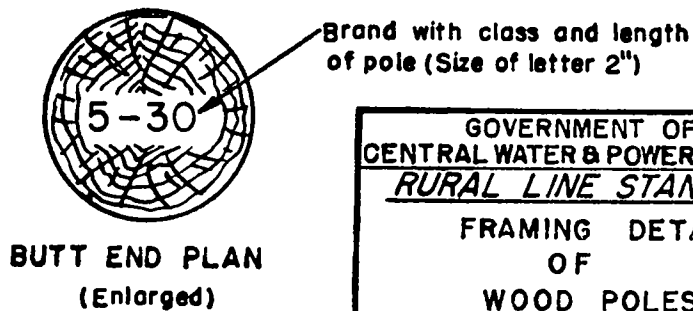 Brand with class and length
of pole (Size of letter 2")
5-30
BUTT END PLAN
(Enlarged)
GOVERNMENT OF
CENTRAL WATER & POWER
RURAL LINE STAN
FRAMING DETA
OF
WOOD POLES